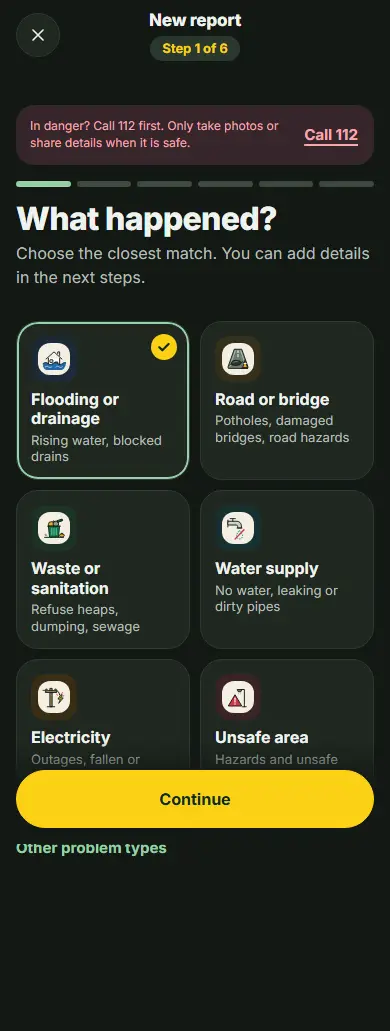 New report
Step 1 of 6
In danger? Call 112 first. Only take photos or
share details when it is safe.
Call 112
What happened?
Choose the closest match. You can add details
in the next steps.
Flooding or
drainage
Rising water, blocked
drains
Road or bridge
Potholes, damaged
bridges, road hazards
Waste or
sanitation
Refuse heaps,
dumping, sewage
Water supply
No water, leaking or
dirty pipes
Electricity
Outages, fallen or
Unsafe area
Hazards and unsafe
Continue
Other problem types